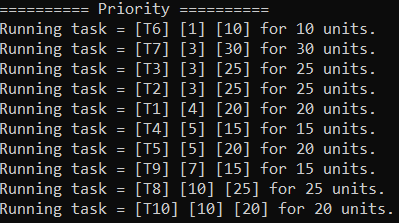 ========== Priority ==========
Running task = [T6] [1] [10] for 10 units.
Running task = [T7] [3] [30] for 30 units.
Running task = [T3] [3] [25] for 25 units.
Running task = [T2] [3] [25] for 25 units.
Running task = [T1] [4] [20] for 20 units.
Running task = [T4] [5] [15] for 15 units.
Running task = [T5] [5] [20] for 20 units.
Running task = [T9] [7] [15] for 15 units.
Running task = [T8] [10] [25] for 25 units.
Running task = [T10] [10] [20] for 20 units.